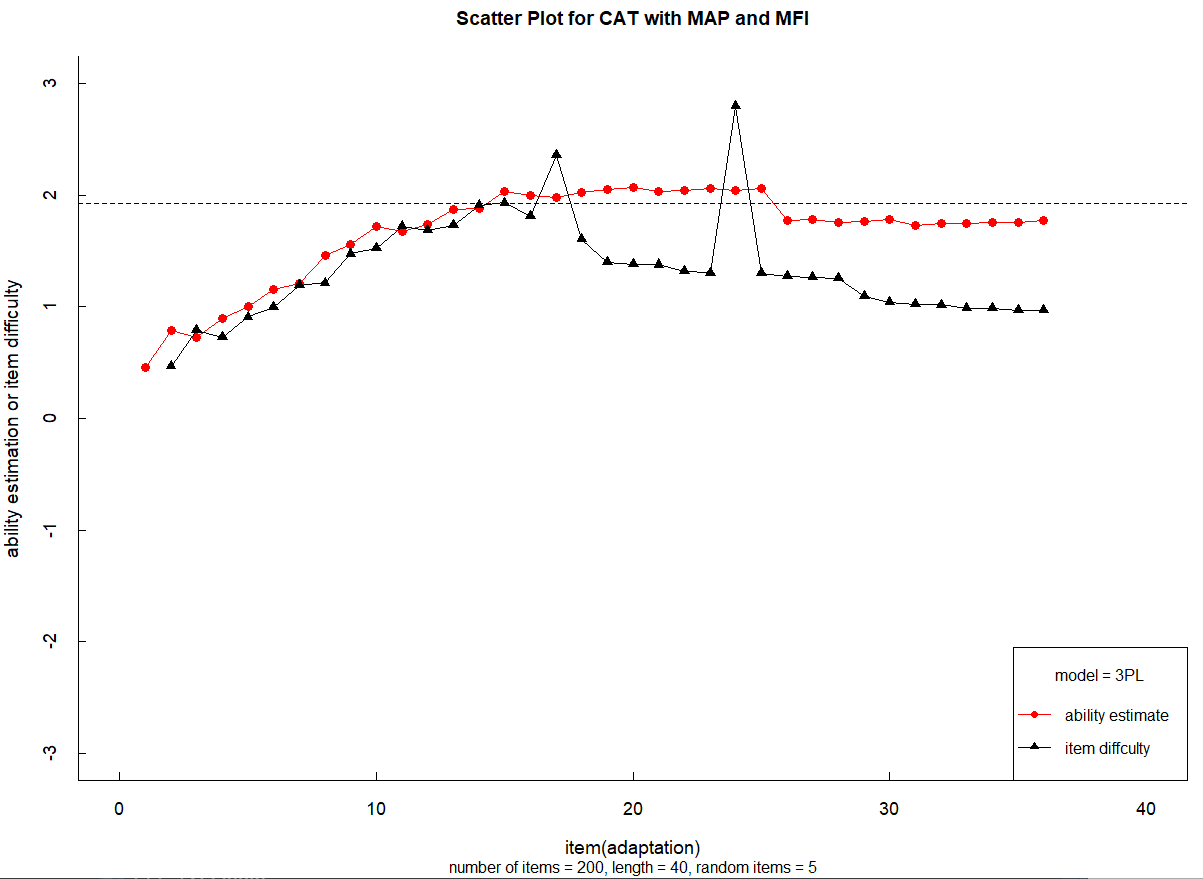 Scatter Plot for CAT with MAP and MFI
3
2
1
0
-1
-2
-3
ability estimation or item difficulty
model = 3PL
ability estimate
item diffculty
0 10 20 30 40
item(adaptation)
number of items = 200, length = 40, random items = 5